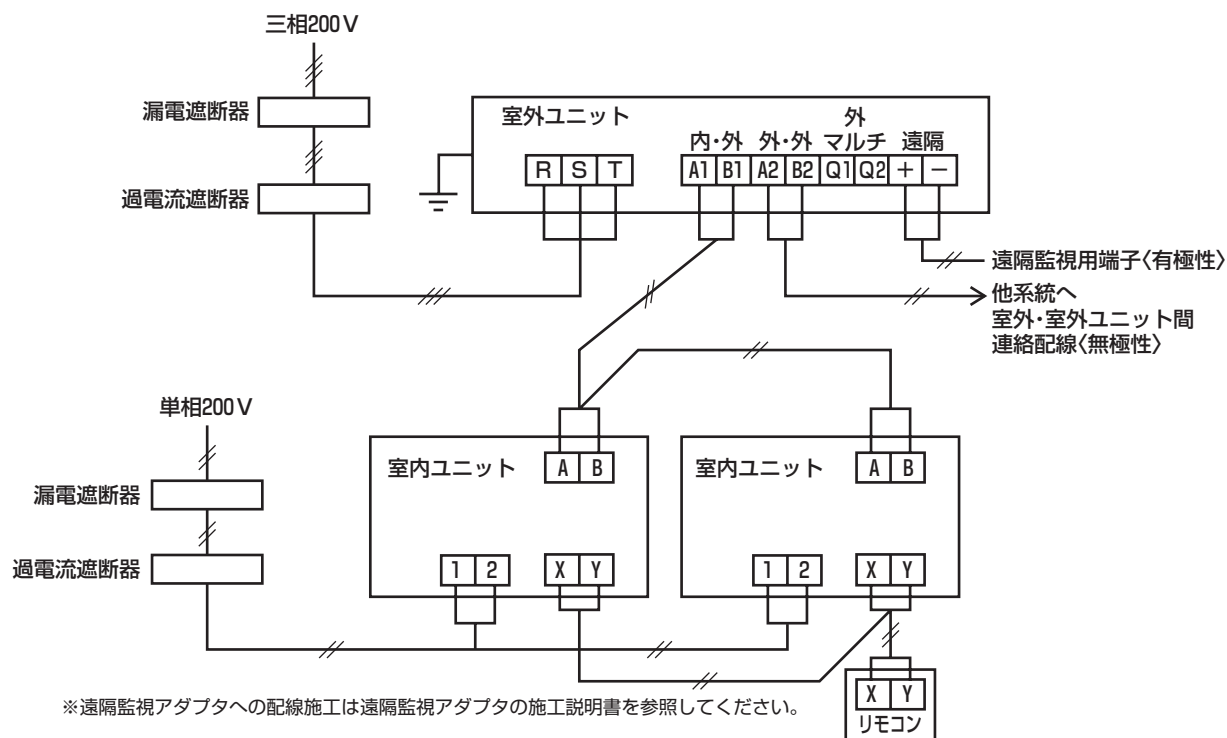 三相200V
漏電遮断器
過電流遮断器
室外ユニット
外
内・外 外・外 マルチ 遠隔
R S T
A1 B1 A2 B2 Q1 Q2 + −
遠隔監視用端子〈有極性〉
他系統へ
室外・室外ユニット間
連絡配線〈無極性〉
単相200V
漏電遮断器
過電流遮断器
室内ユニット
A B
1 2
X Y
室内ユニット
A B
1 2
X Y
X Y
リモコン
※遠隔監視アダプタへの配線施工は遠隔監視アダプタの施工説明書を参照してください。